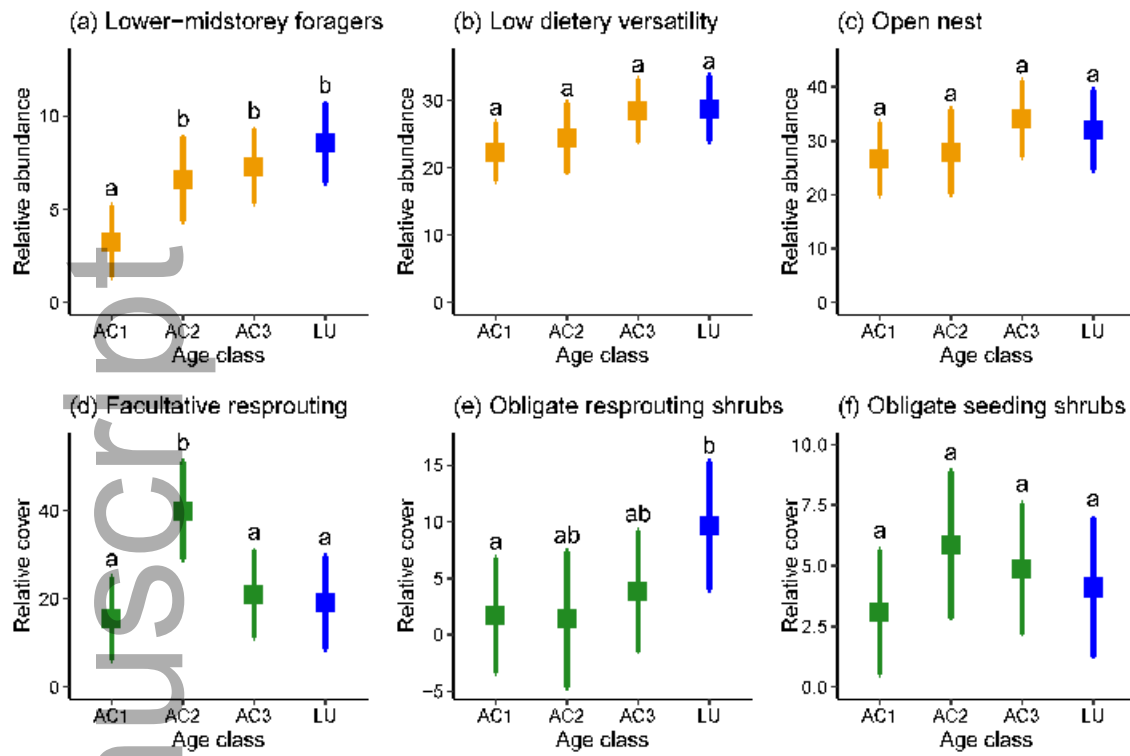 (a) Lower-midstorey foragers
(b) Low dietery versatility
(c) Open nest
Relative abundance
10
5
0
a
b
b
b
AC1
AC2
AC3
LU
Age class
Relative abundance
30
20
10
0
a
a
a
a
AC1
AC2
AC3
LU
Age class
Relative abundance
40
30
20
10
0
a
a
a
a
AC1
AC2
AC3
LU
Age class
(d) Facultative resprouting
(e) Obligate resprouting shrubs
(f) Obligate seeding shrubs
Relative cover
40
20
0
a
b
a
a
AC1
AC2
AC3
LU
Age class
Relative cover
15
10
5
0
-5
a
ab
ab
b
AC1
AC2
AC3
LU
Age class
Relative cover
10.0
7.5
5.0
2.5
0.0
a
a
a
a
AC1
AC2
AC3
LU
Age class
nuscript